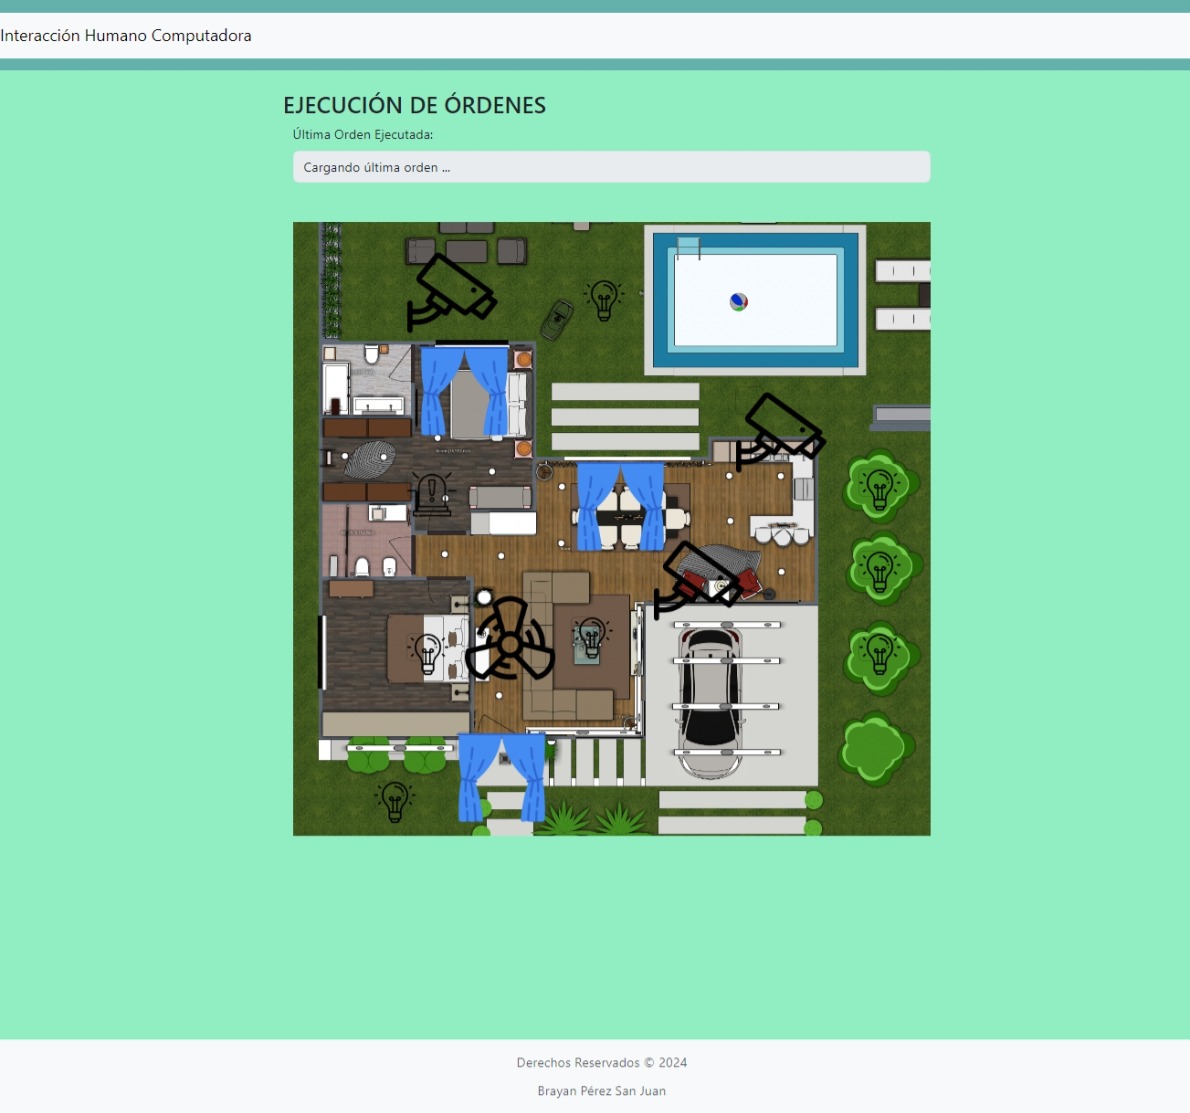 Interacción Humano Computadora
EJECUCIÓN DE ÓRDENES
Última Orden Ejecutada:
Cargando última orden ...
Derechos Reservados © 2024
Brayan Pérez San Juan